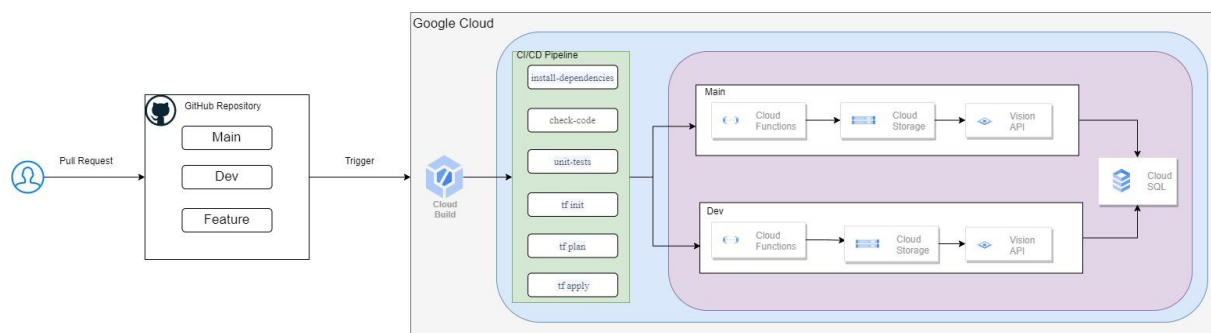 Google Cloud
Pull Request
GitHub Repository
Main
Dev
Feature
Trigger
Cloud
Build
CI/CD Pipeline
install-dependencies
check-code
unit-tests
tf init
tf plan
tf apply
Main
Cloud
Functions
Cloud
Storage
Vision
API
Dev
Cloud
Functions
Cloud
Storage
Vision
API
Cloud
SQL